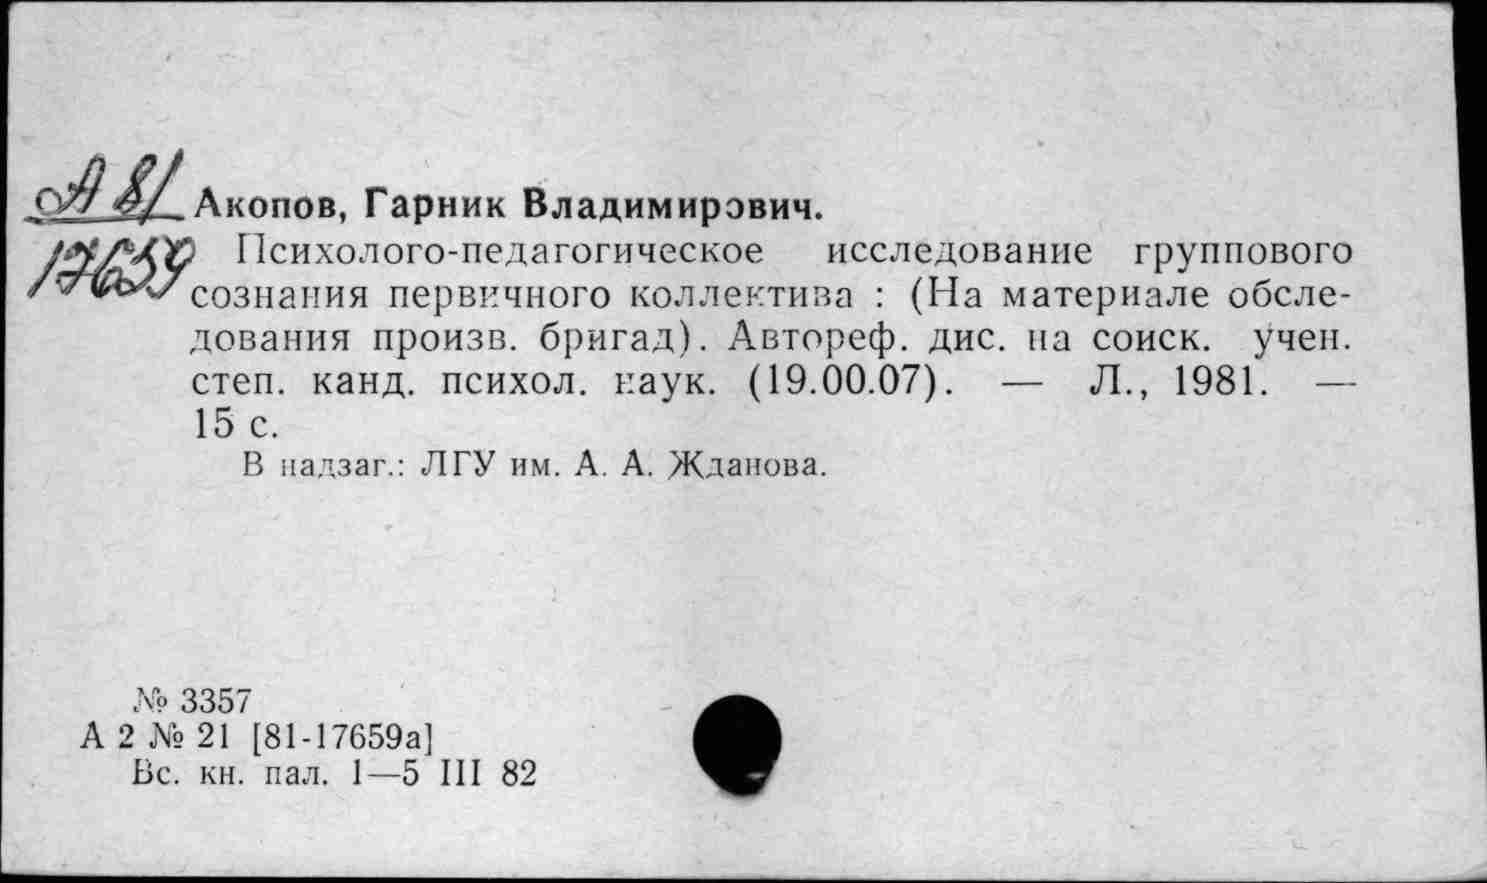 А 81
17659
Акопов, Гарник Владимирович.
Психолого-педагогическое исследование группового
сознания первичного коллектива : (На материале обсле-
дования произв. бригад). Автореф. дис. на соиск. учен.
степ. канд. психол. наук. (19.00.07). — Л., 1981. —
15 с.
В надзаг.: ЛГУ им. А. А. Жданова.
№ 3357
А 2 № 21 [81-17659а]
Вс. кн. пал. 1—5 III 82